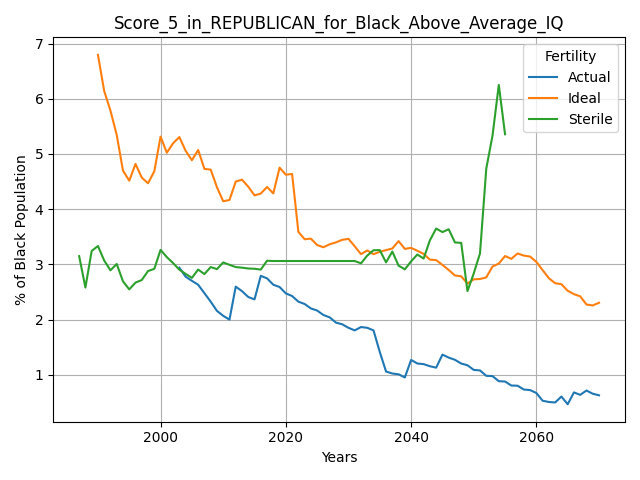 Score_5_in_REPUBLICAN_for_Black_Above_Average_IQ
7
6
5
4
3
2
1
% of Black Population
Fertility
Actual
Ideal
Sterile
2000
2020
2040
2060
Years